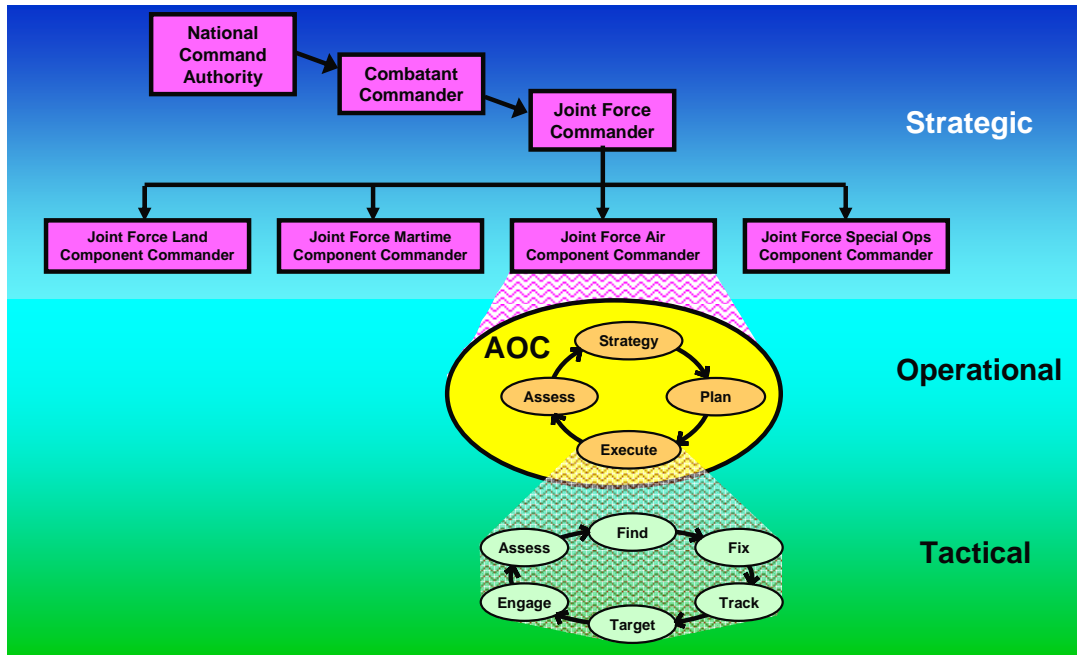 National
Command
Authority
Combatant
Commander
Joint Force
Commander
Strategic
Joint Force Land
Component Commander
Joint Force Martime
Component Commander
Joint Force Air
Component Commander
Joint Force Special Ops
Component Commander
AOC
Strategy
Assess
Plan
Execute
Operational
Find
Assess
Fix
Engage
Track
Target
Tactical